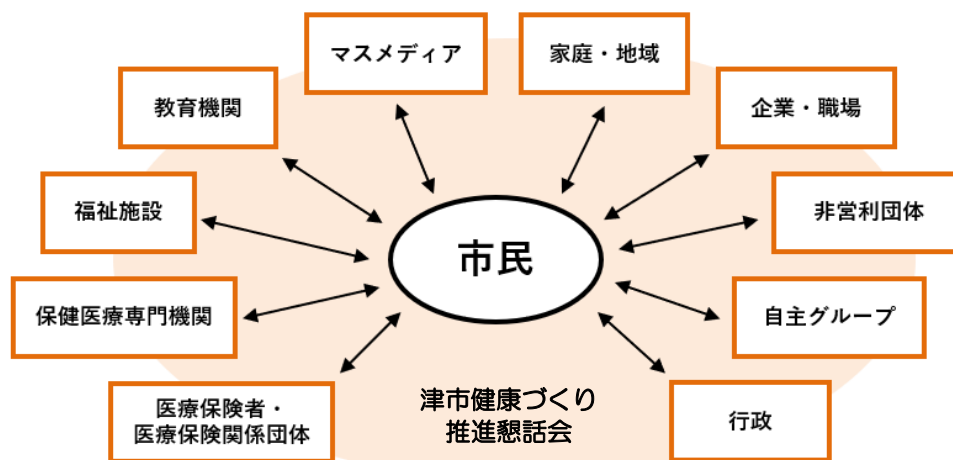 マスメディア
家庭・地域
教育機関
企業・職場
福祉施設
非営利団体
市民
保健医療専門機関
自主グループ
医療保険者・
医療保険関係団体
津市健康づくり
推進懇話会
行政